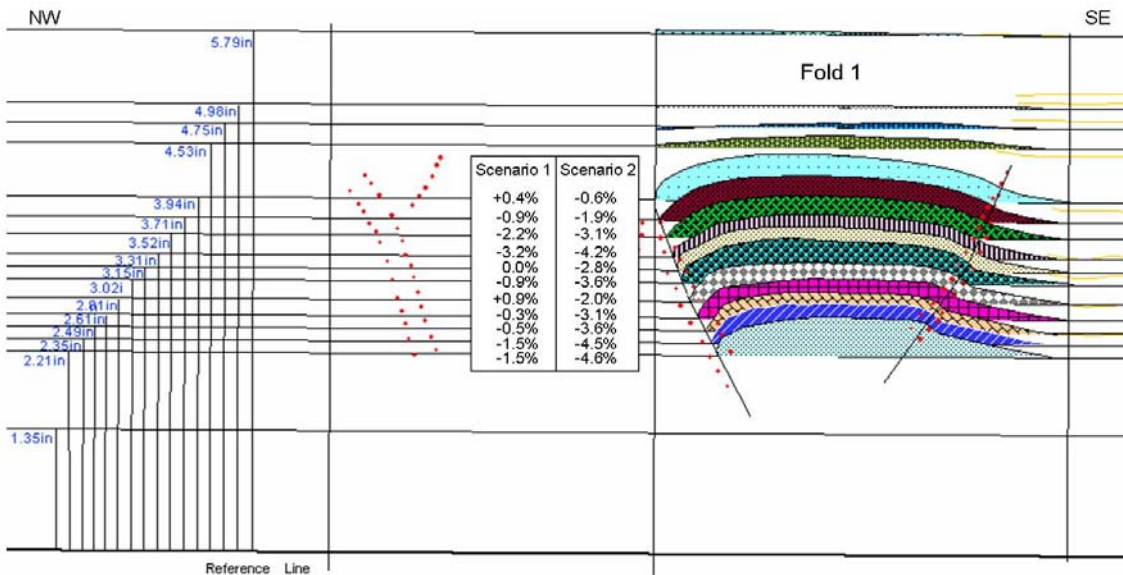 NW
SE
5.79in
Fold 1
4.98in
4.75in
4.53in
Scenario 1 Scenario 2
+0.4% -0.6%
-0.9% -1.9%
-2.2% -3.1%
-3.2% -4.2%
0.0% -2.8%
-0.9% -3.6%
+0.9% -2.0%
-0.3% -3.1%
-0.5% -3.6%
-1.5% -4.5%
-1.5% -4.6%
3.94in
3.71in
3.52in
3.31in
3.15in
3.02i
2.81in
2.61in
2.49in
2.35in
2.21in
1.35in
Reference Line